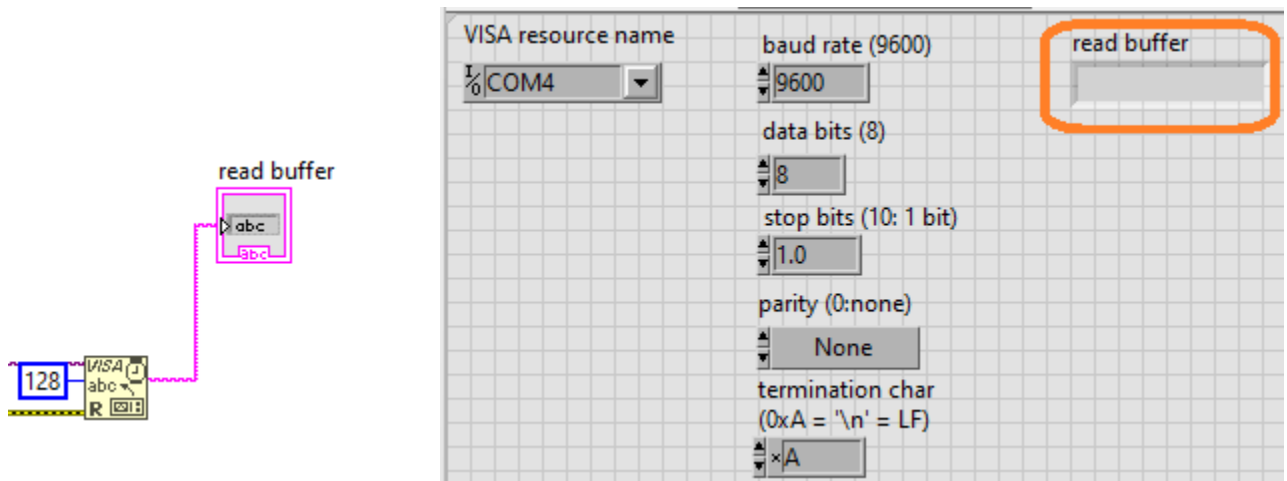 read buffer
abc
abc
128
VISA
abc
R
VISA resource name
I/O COM4
baud rate (9600)
9600
data bits (8)
8
stop bits (10: 1 bit)
1.0
parity (0:none)
None
termination char
(0xA = '\n' = LF)
×A
read buffer